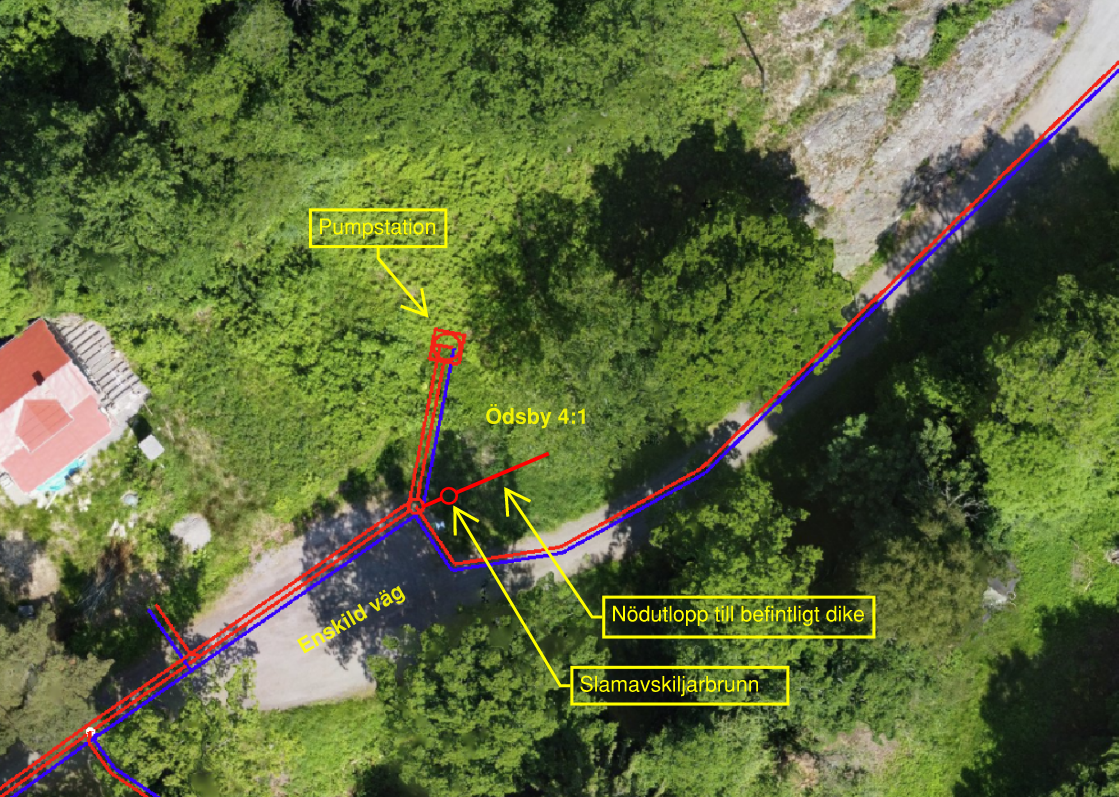 Pumpstation
Ödsby 4:1
Enskild väg
Nödutlopp till befintligt dike
Slamavskiljarbrunn